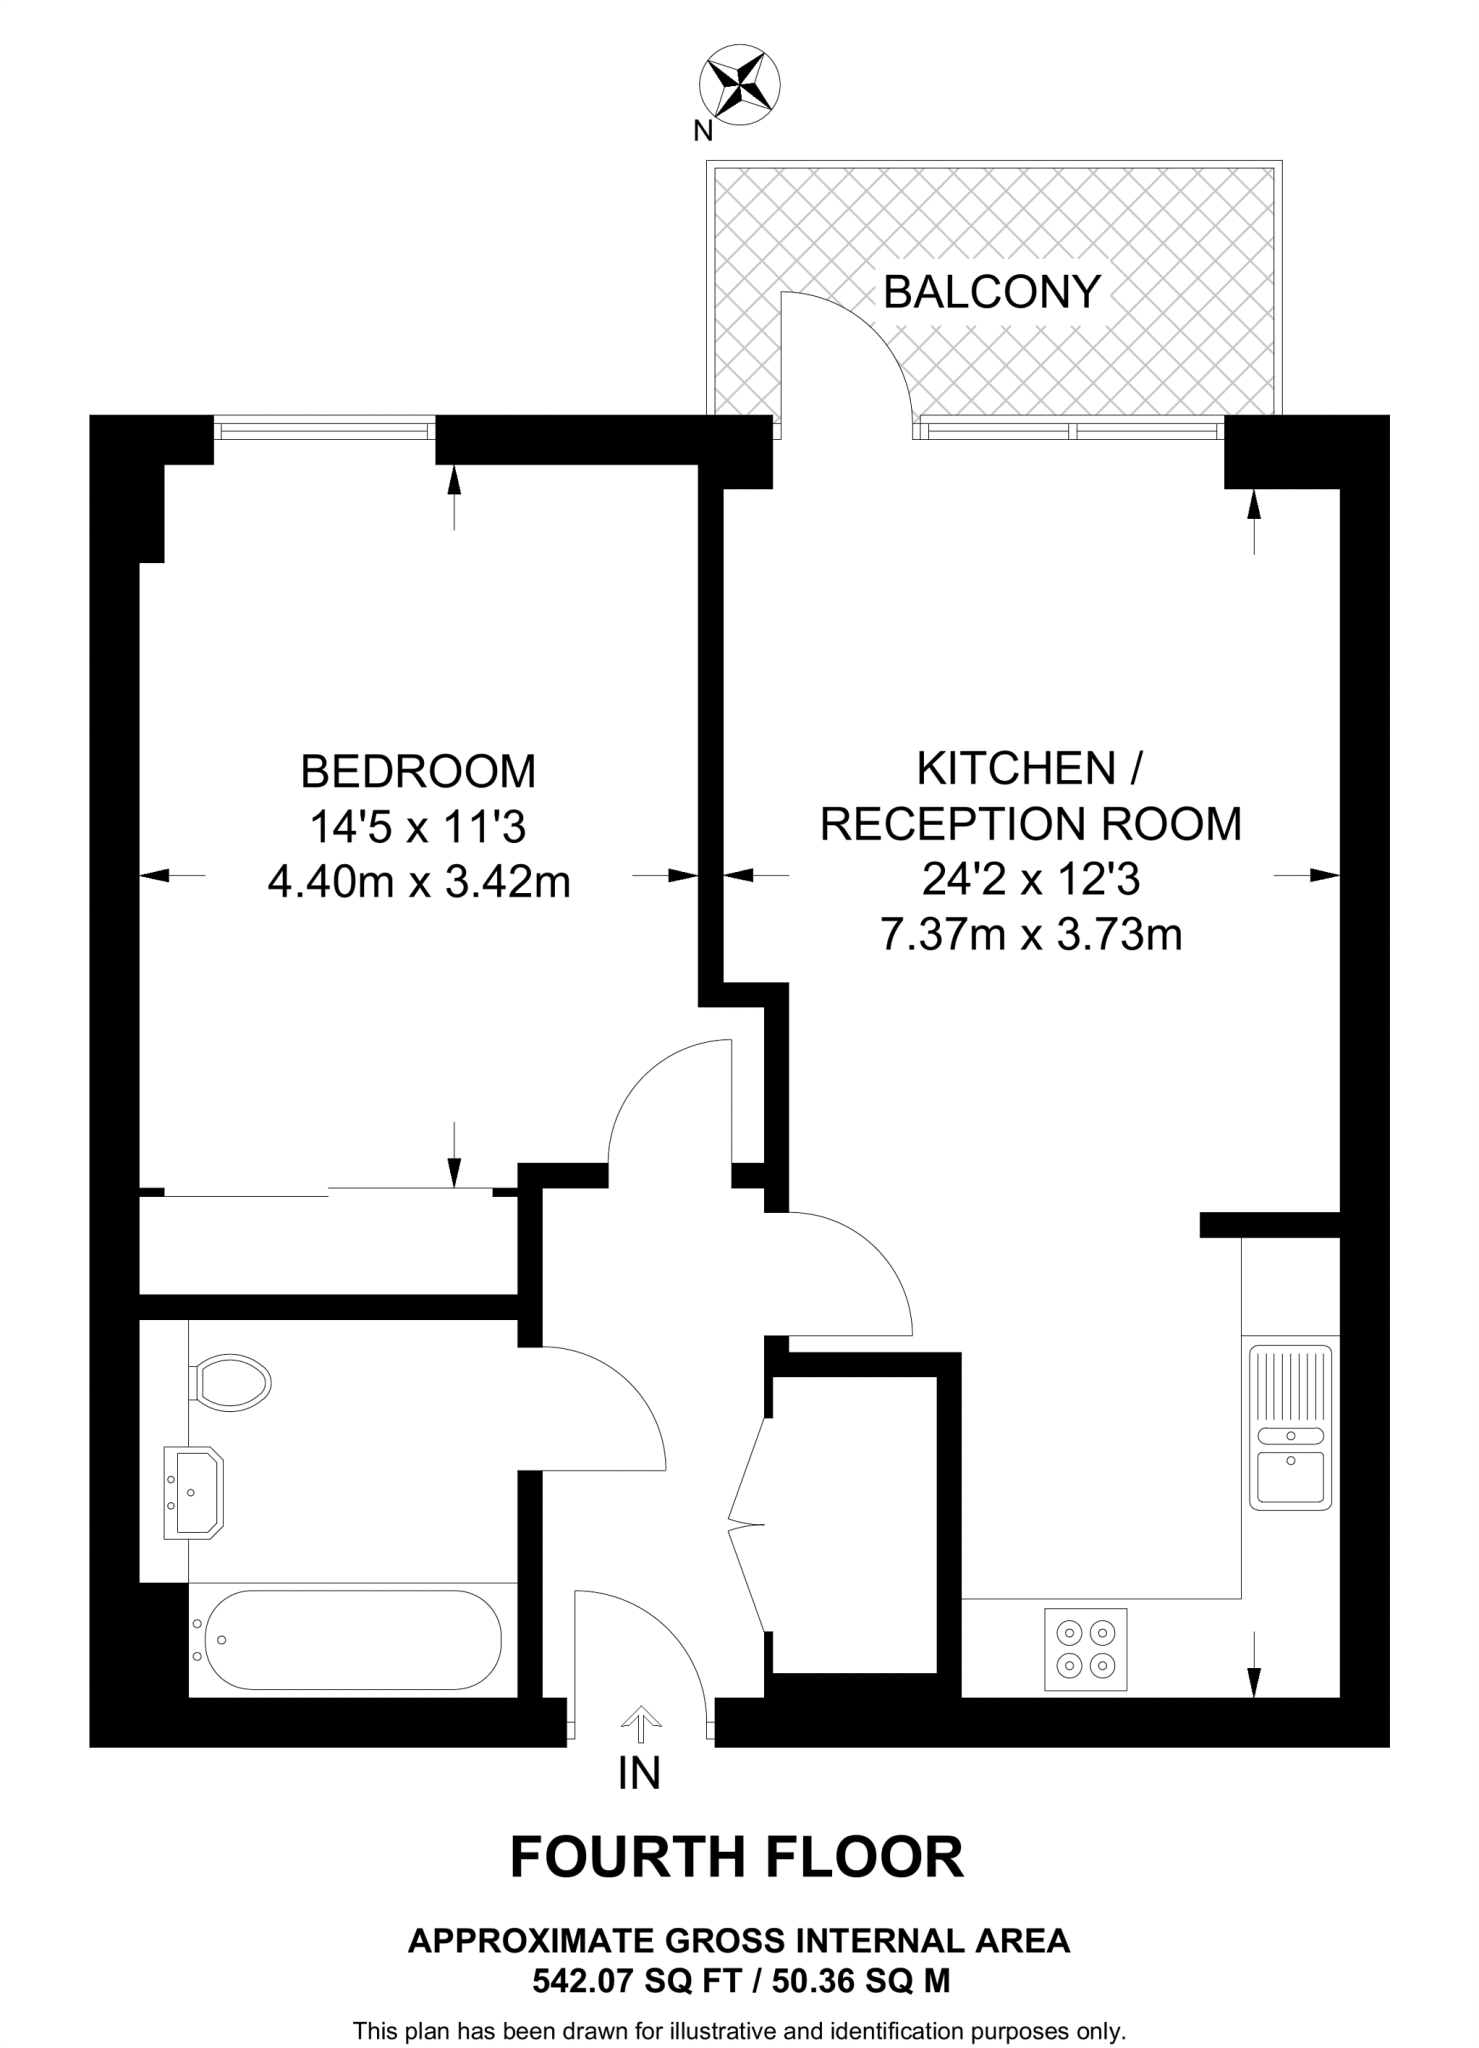 N
BALCONY
BEDROOM
14'5 x 11'3
4.40m x 3.42m
KITCHEN /
RECEPTION ROOM
24'2 x 12'3
7.37m x 3.73m
IN
FOURTH FLOOR
APPROXIMATE GROSS INTERNAL AREA
542.07 SQ FT / 50.36 SQ M
This plan has been drawn for illustrative and identification purposes only.